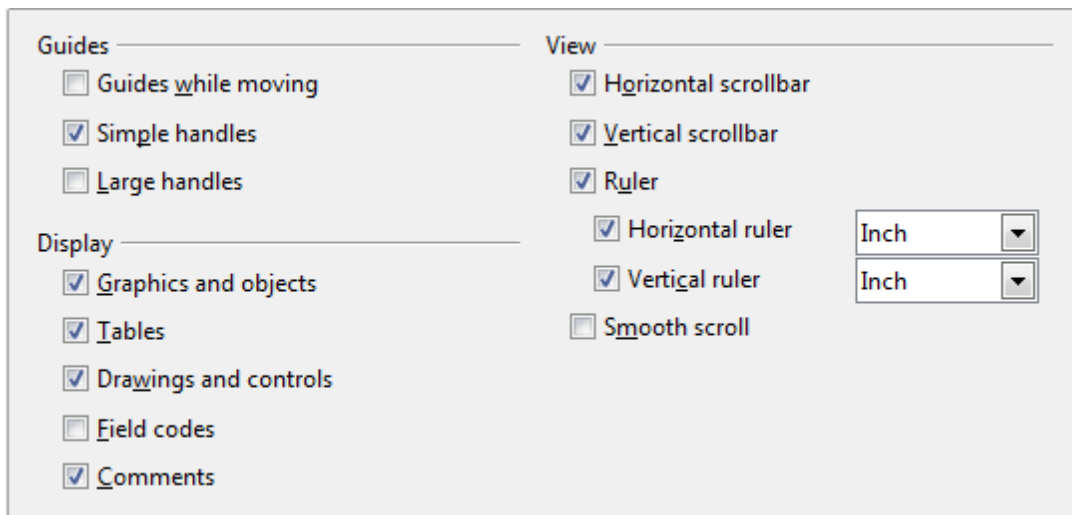 Guides
Guides while moving
Simple handles
Large handles
Display
Graphics and objects
Tables
Drawings and controls
Field codes
Comments
View
Horizontal scrollbar
Vertical scrollbar
Ruler
Horizontal ruler Inch
Vertical ruler Inch
Smooth scroll